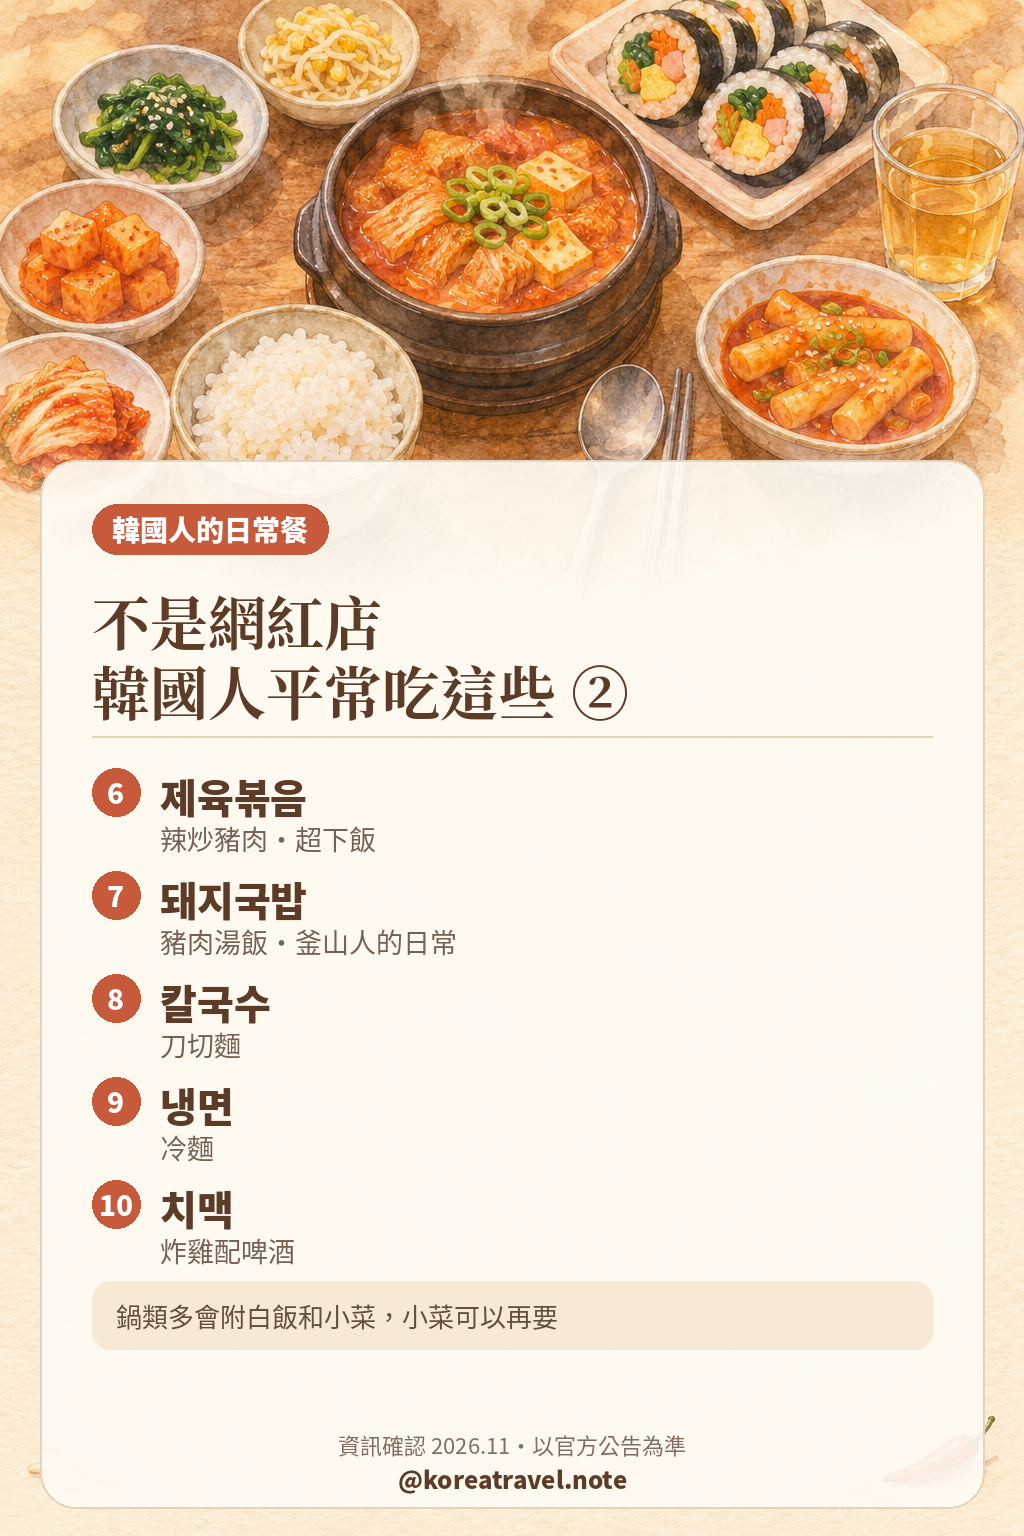 韓國人的日常餐
不是網紅店
韓國人平常吃這些 ②
6 제육볶음
辣炒豬肉・超下飯
7 돼지국밥
豬肉湯飯・釜山人的日常
8 칼국수
刀切麵
9 냉면
冷麵
10 치맥
炸雞配啤酒
鍋類多會附白飯和小菜，小菜可以再要
資訊確認 2026.11・以官方公告為準
@koreatravel.note